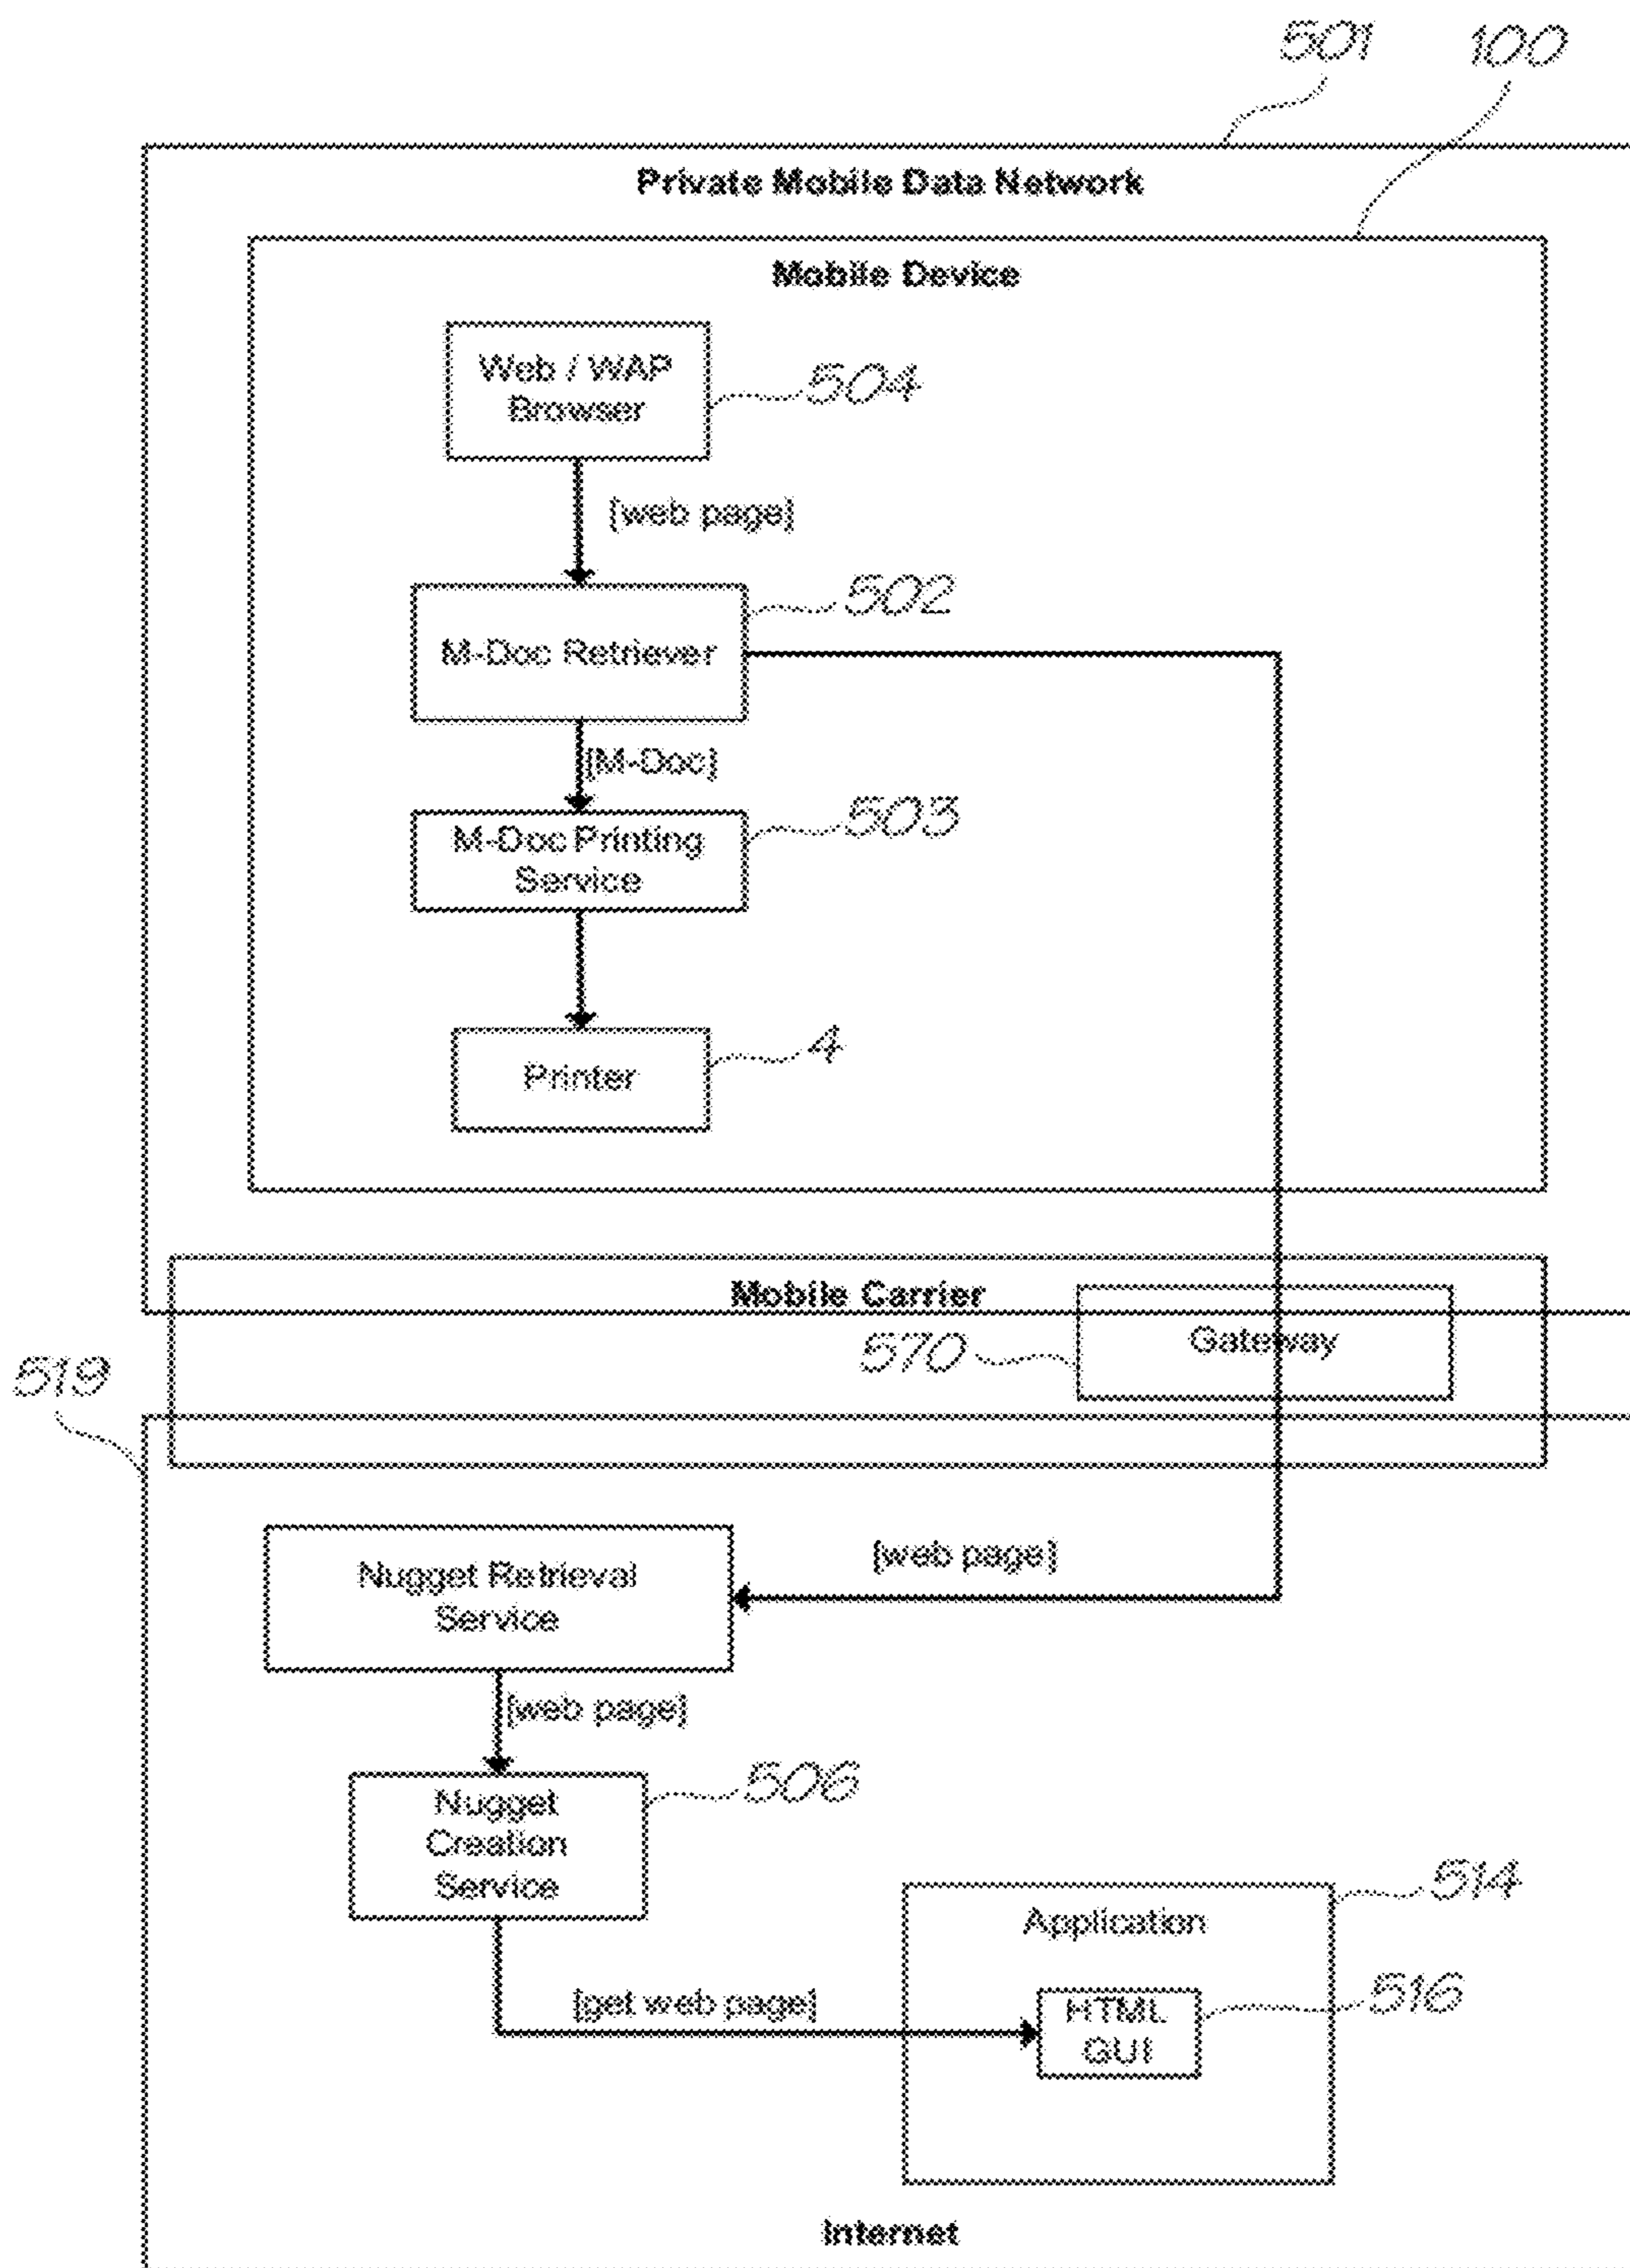 501
100
Private Mobile Data Network
Mobile Device
Web / WAP
Browser
504
[web page]
502
M-Doc Retriever
[M-Doc]
503
M-Doc Printing
Service
4
Printer
Mobile Carrier
Gateway
570
519
[web page]
Nugget Retrieval
Service
[web page]
506
Nugget
Creation
Service
514
Application
516
[get web page]
HTML
GUI
Internet